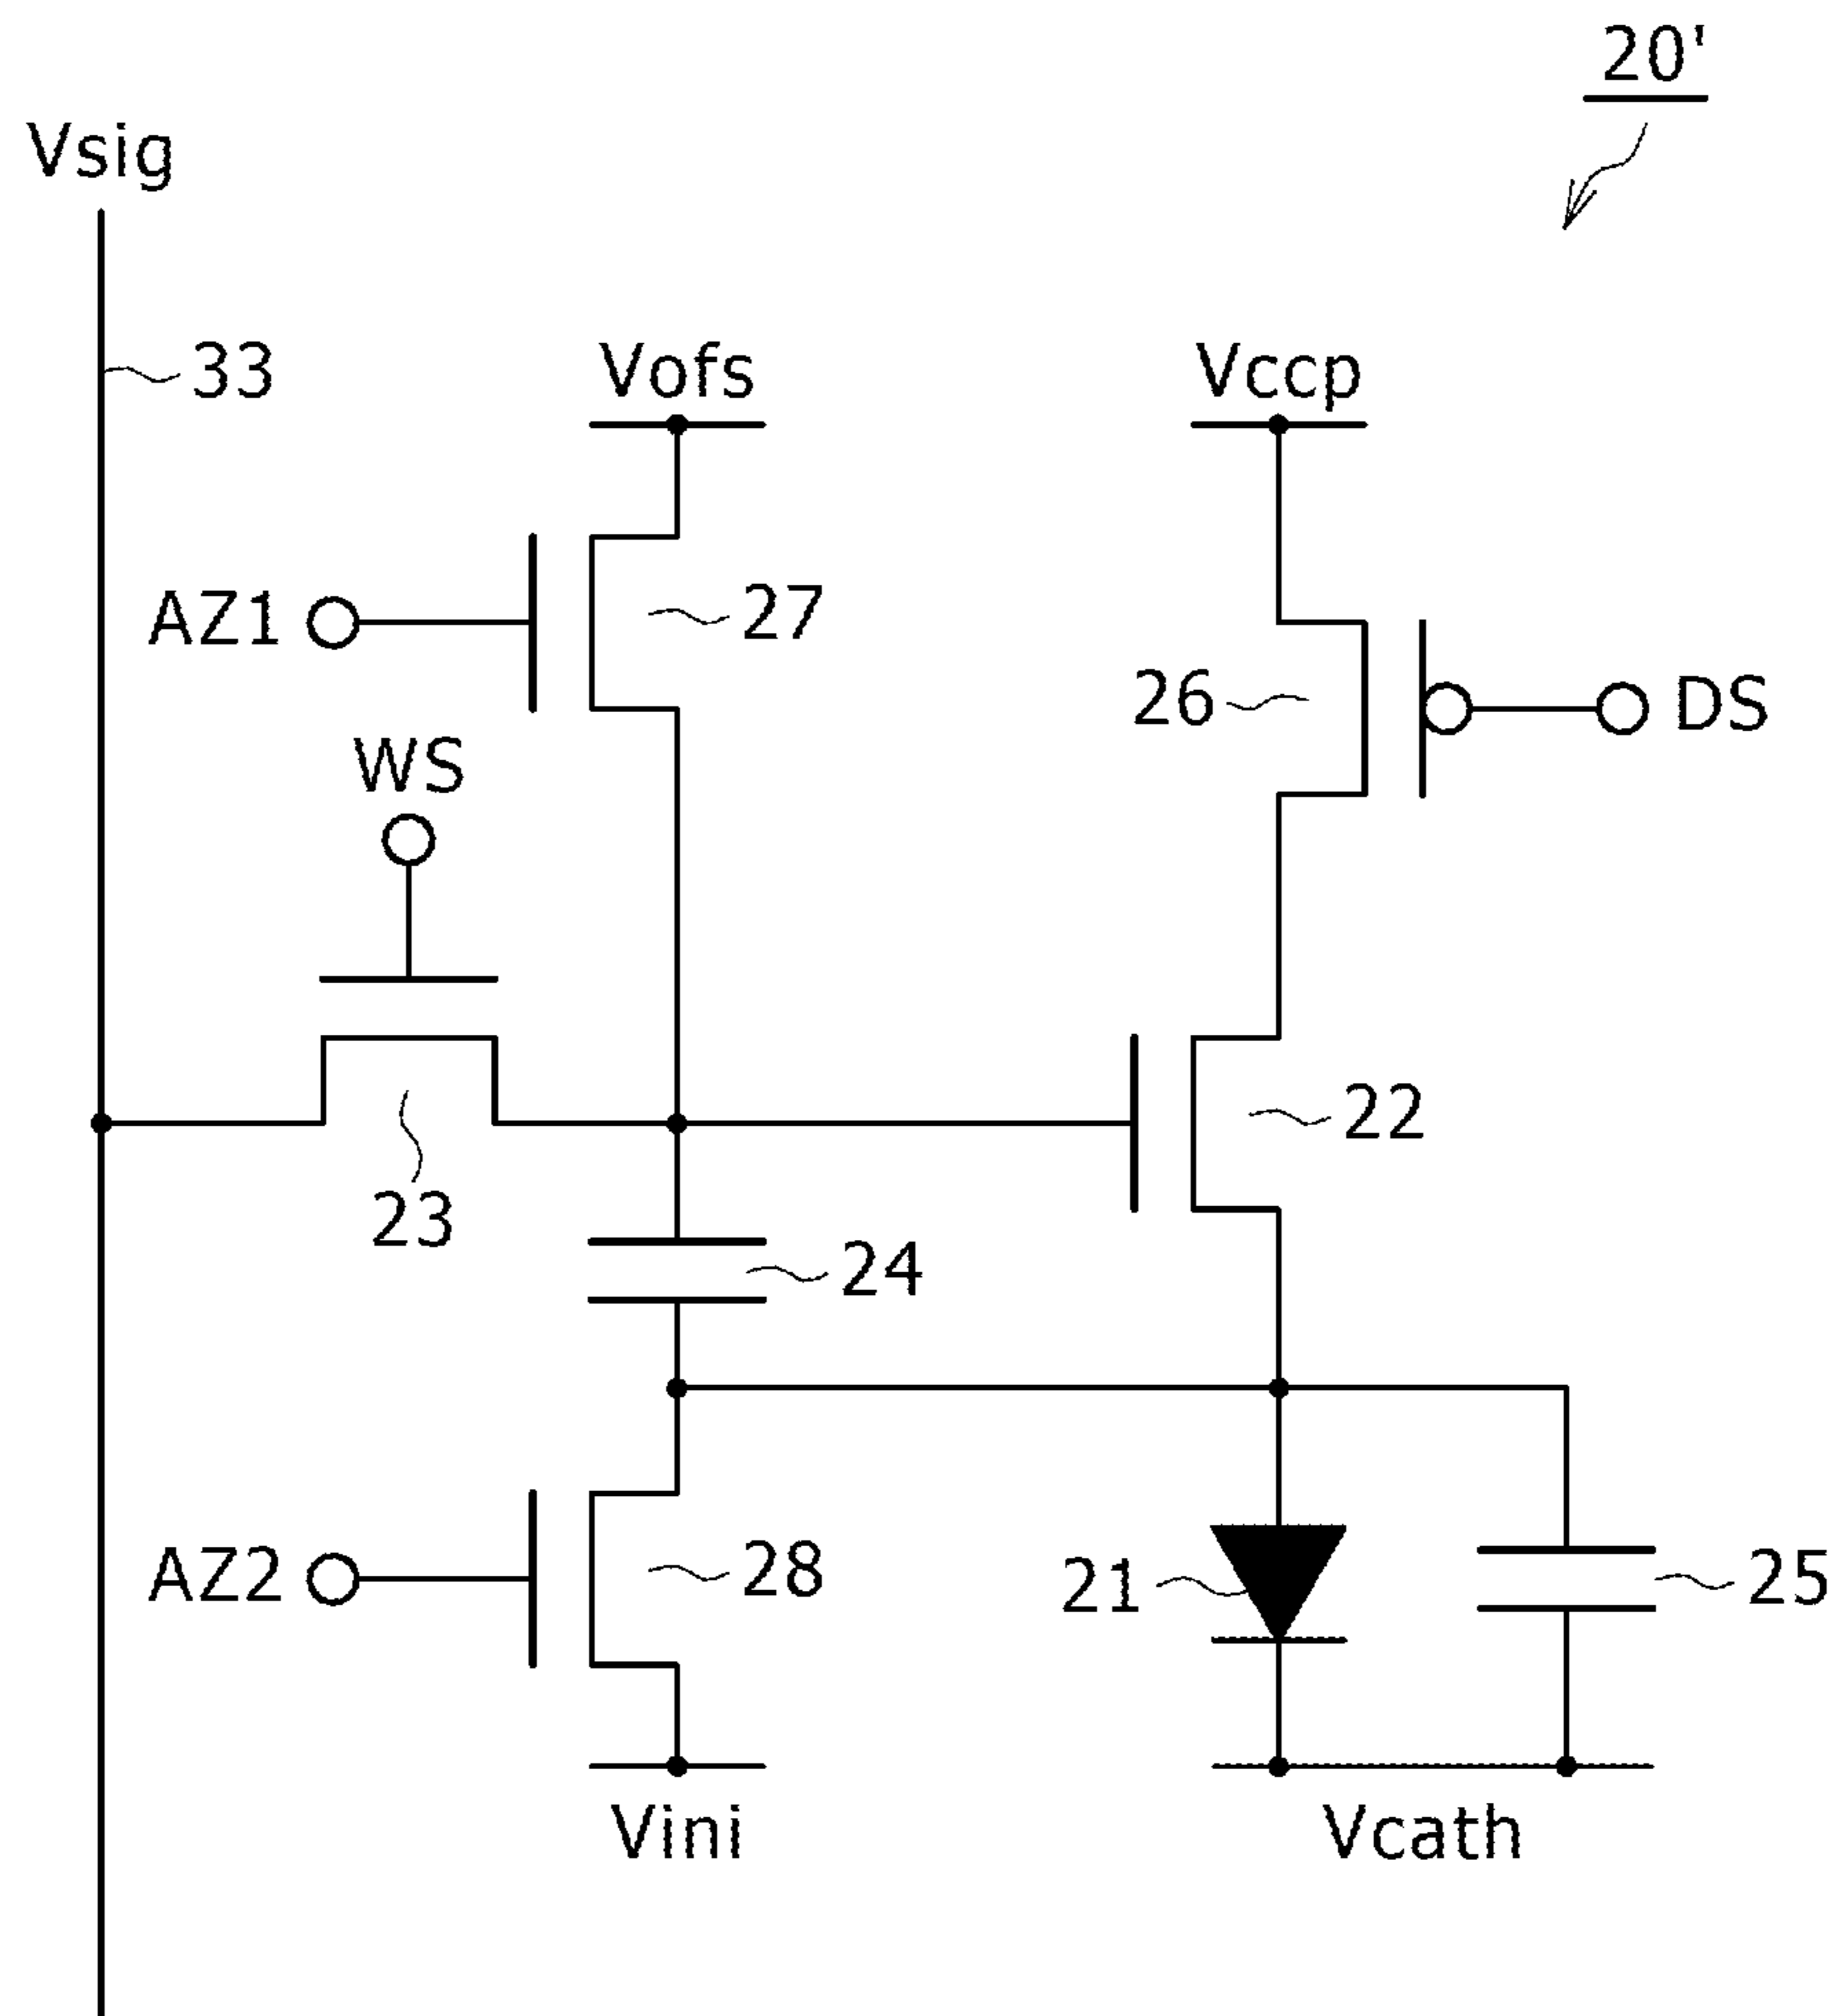 20'
Vsig
33
Vofs
Vccp
AZ1
27
26
DS
WS
22
23
24
AZ2
28
21
25
Vini
Vcath